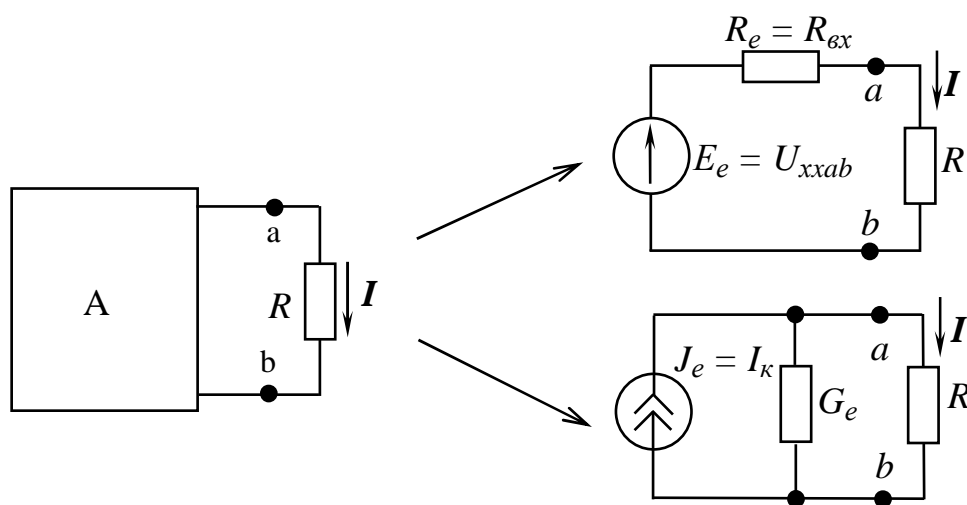 R_e = R_вх
a
I
E_e = U_xxab
R
b
a
A
R
I
b
a
I
J_e = I_к
G_e
R
b